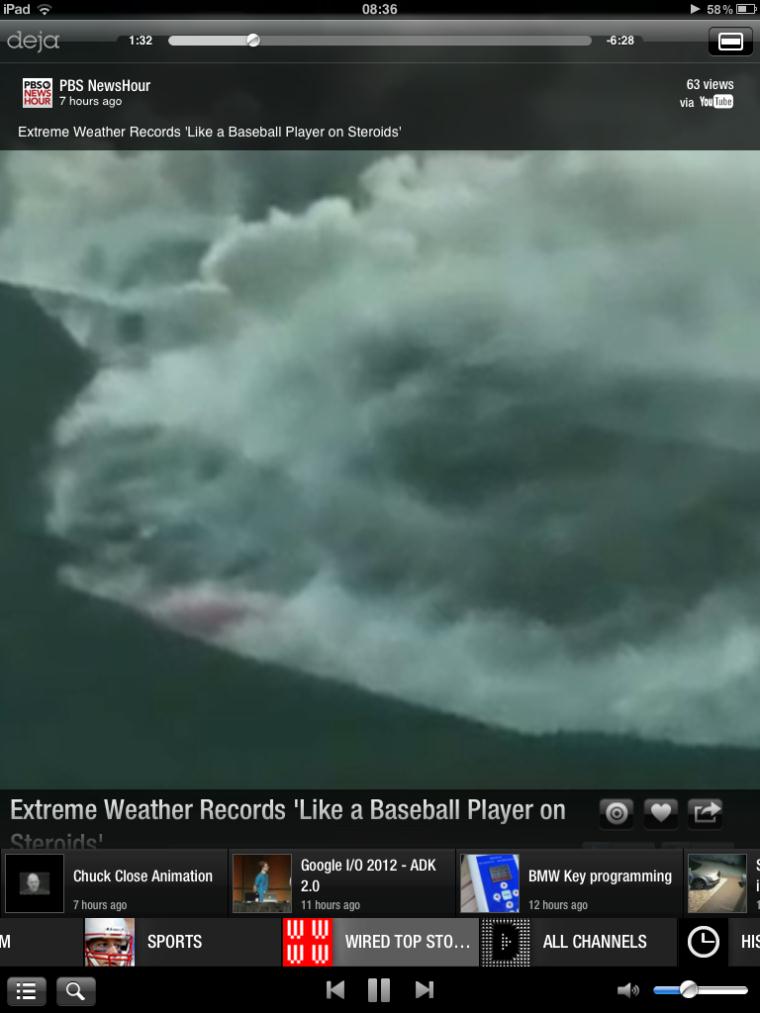 iPad 08:36 58%
deja 1:32 -6:28
PBS NEWS HOUR PBS NewsHour 63 views
7 hours ago via YouTube
Extreme Weather Records 'Like a Baseball Player on Steroids'
Extreme Weather Records 'Like a Baseball Player on
Steroids'
Chuck Close Animation
7 hours ago
Google I/O 2012 - ADK
2.0
11 hours ago
BMW Key programming
12 hours ago
S
i
1
M SPORTS WIRED TOP STO... ALL CHANNELS HIS